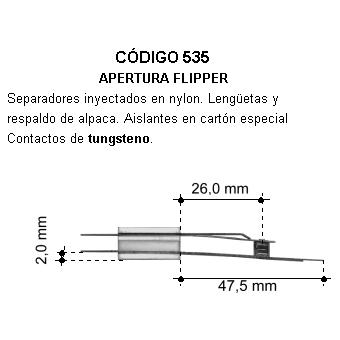 CÓDIGO 535
APERTURA FLIPPER
Separadores inyectados en nylon. Lengüetas y
respaldo de alpaca. Aislantes en cartón especial
Contactos de tungsteno.
26,0 mm
2,0 mm
47,5 mm